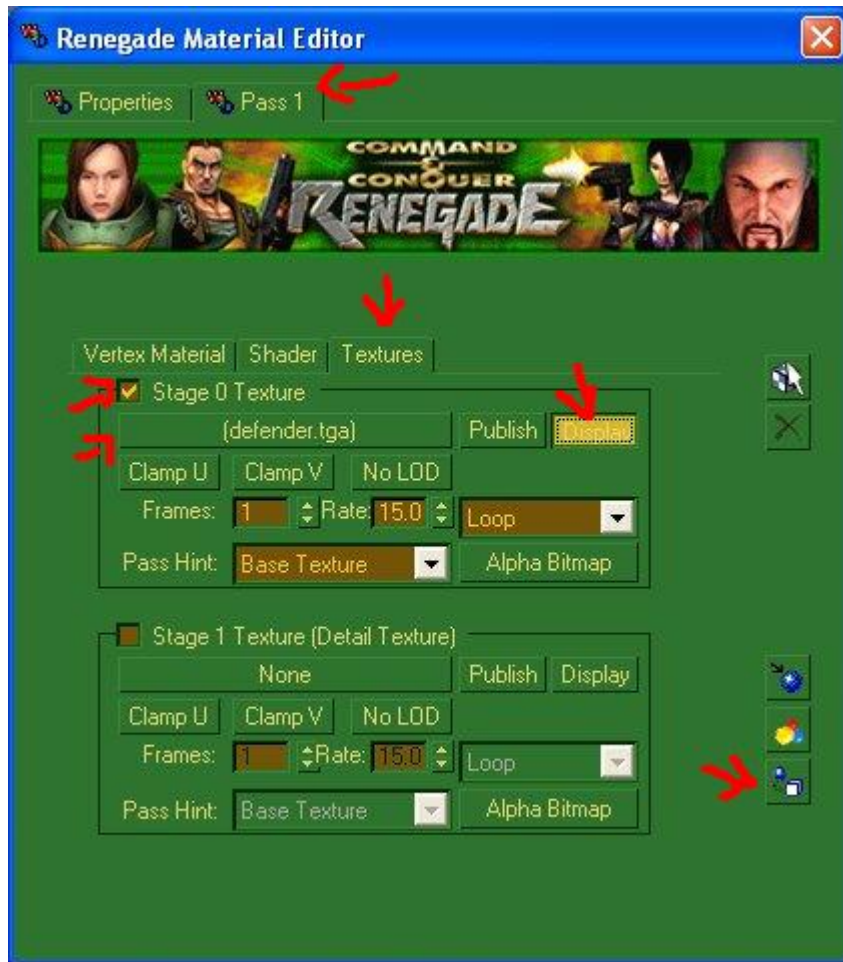 Renegade Material Editor
Properties Pass 1
COMMAND
&
CONQUER
RENEGADE
Vertex Material Shader Textures
Stage 0 Texture
(defender.tga) Publish Display
Clamp U Clamp V No LOD
Frames: 1 Rate: 15.0 Loop
Pass Hint: Base Texture Alpha Bitmap
Stage 1 Texture (Detail Texture)
None Publish Display
Clamp U Clamp V No LOD
Frames: 1 Rate: 15.0 Loop
Pass Hint: Base Texture Alpha Bitmap